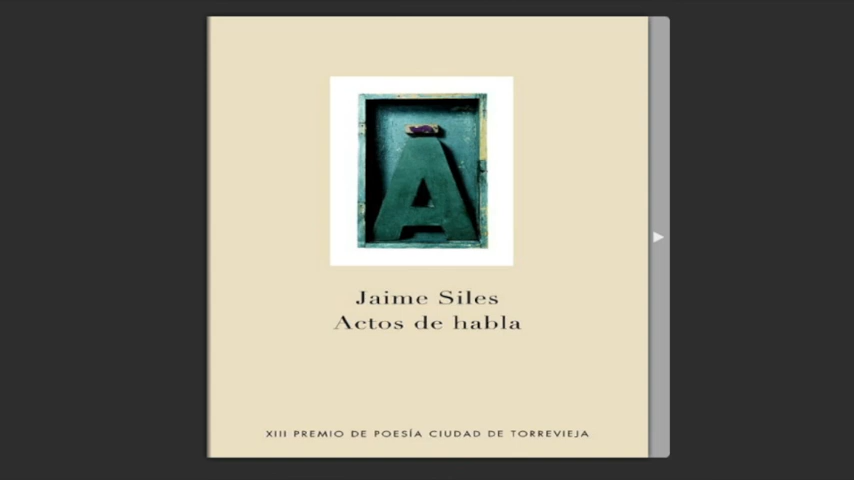 A
Jaime Siles
Actos de habla
XIII PREMIO DE POESÍA CIUDAD DE TORREVIEJA